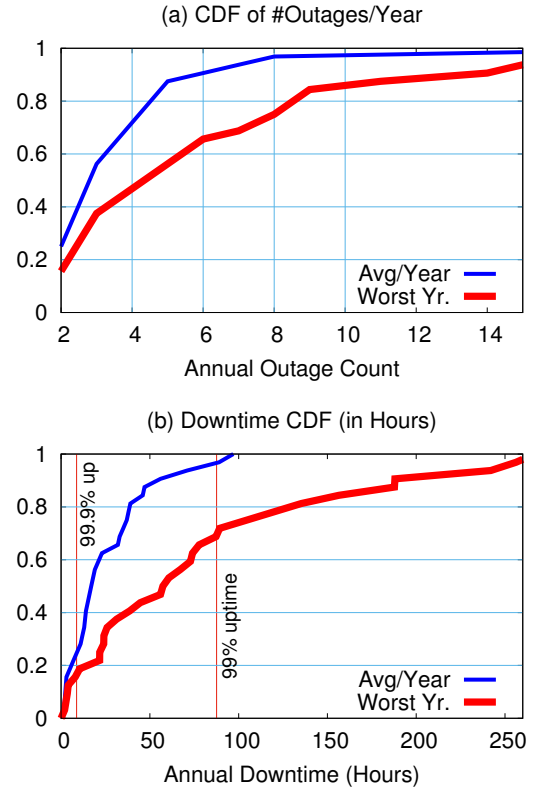 (a) CDF of #Outages/Year
1
0.8
0.6
0.4
0.2
0
Avg/Year
Worst Yr.
2 4 6 8 10 12 14
Annual Outage Count
(b) Downtime CDF (in Hours)
1
0.8
0.6
0.4
0.2
0
99.9% up
99% uptime
Avg/Year
Worst Yr.
0 50 100 150 200 250
Annual Downtime (Hours)